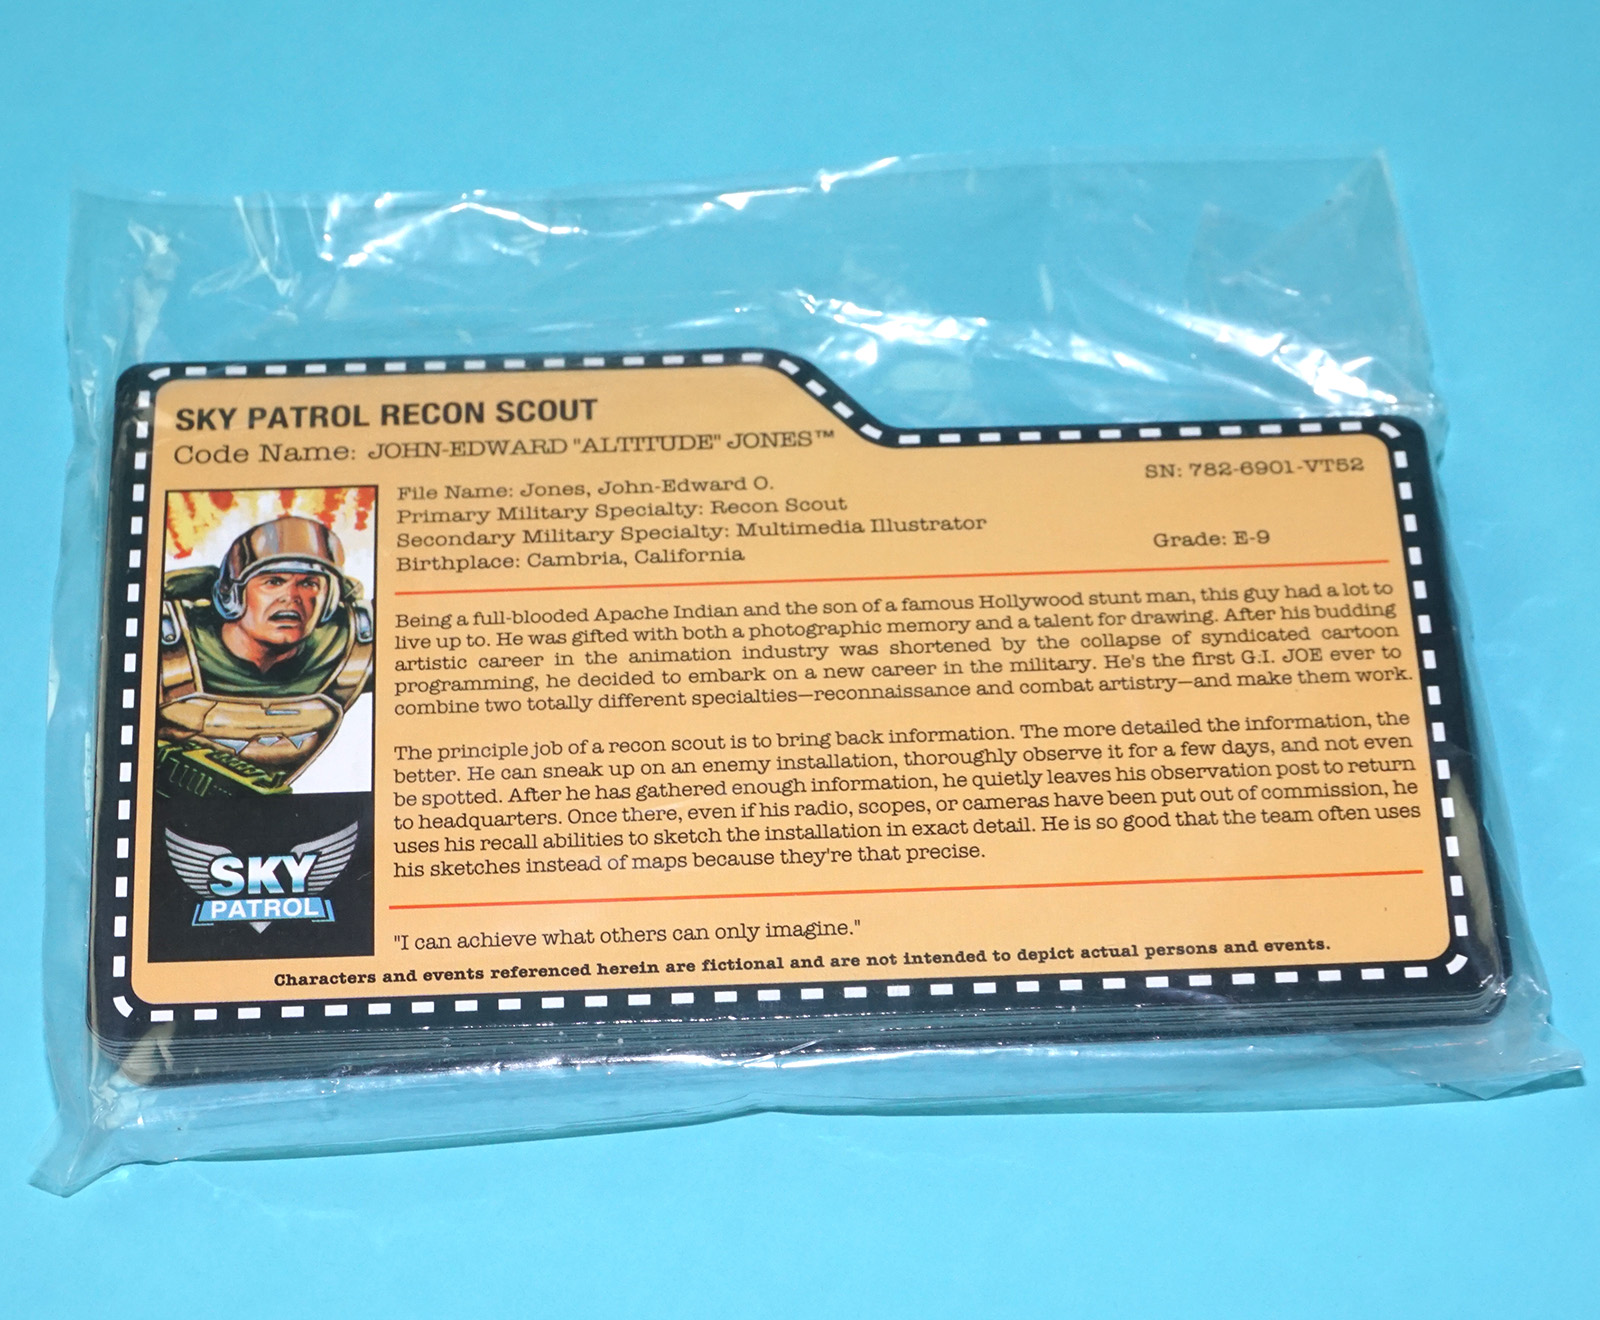 SKY PATROL RECON SCOUT
Code Name: JOHN-EDWARD "ALTITUDE" JONES™
SN: 782-6901-VT52
File Name: Jones, John-Edward O.
Primary Military Specialty: Recon Scout
Secondary Military Specialty: Multimedia Illustrator
Birthplace: Cambria, California
Grade: E-9
Being a full-blooded Apache Indian and the son of a famous Hollywood stunt man, this guy had a lot to
live up to. He was gifted with both a photographic memory and a talent for drawing. After his budding
artistic career in the animation industry was shortened by the collapse of syndicated cartoon
programming, he decided to embark on a new career in the military. He's the first G.I. JOE ever to
combine two totally different specialties—reconnaissance and combat artistry—and make them work.
The principle job of a recon scout is to bring back information. The more detailed the information, the
better. He can sneak up on an enemy installation, thoroughly observe it for a few days, and not even
be spotted. After he has gathered enough information, he quietly leaves his observation post to return
to headquarters. Once there, even if his radio, scopes, or cameras have been put out of commission, he
uses his recall abilities to sketch the installation in exact detail. He is so good that the team often uses
his sketches instead of maps because they're that precise.
SKY
PATROL
"I can achieve what others can only imagine."
Characters and events referenced herein are fictional and are not intended to depict actual persons and events.